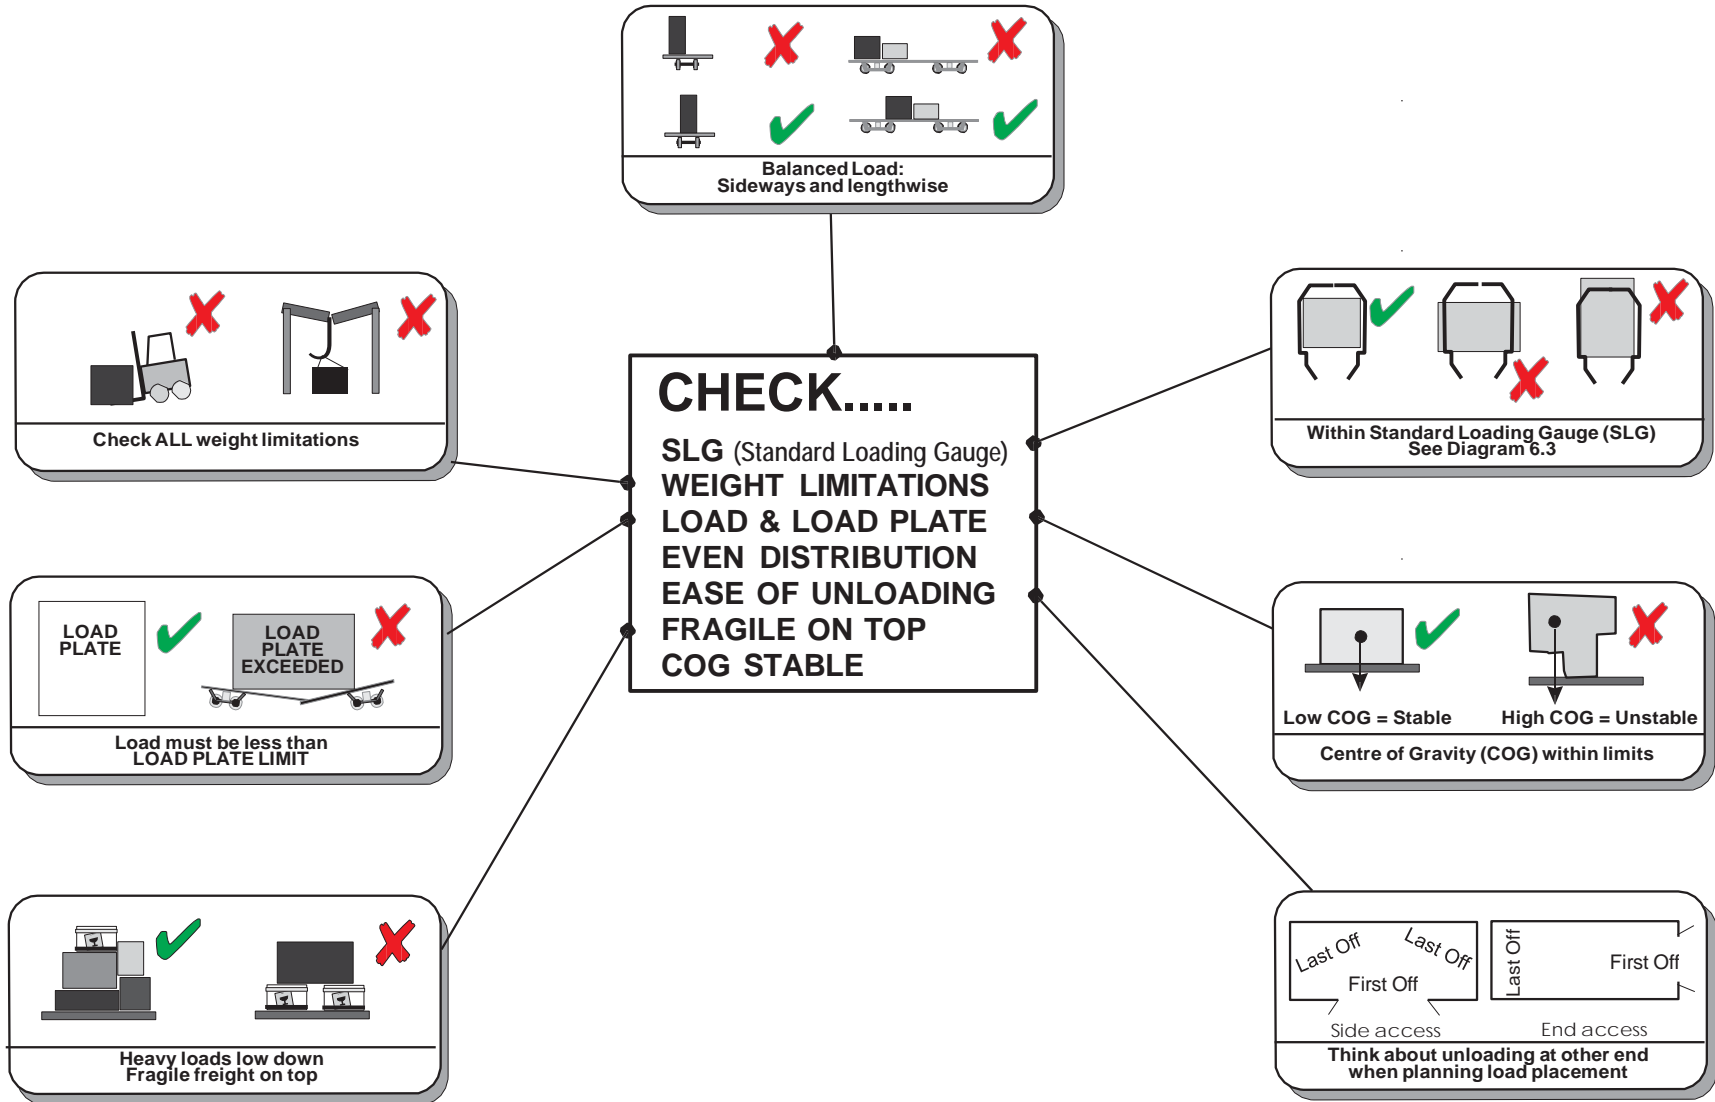 Balanced Load:
Sideways and lengthwise
Check ALL weight limitations
CHECK.....
SLG (Standard Loading Gauge)
WEIGHT LIMITATIONS
LOAD & LOAD PLATE
EVEN DISTRIBUTION
EASE OF UNLOADING
FRAGILE ON TOP
COG STABLE
Within Standard Loading Gauge (SLG)
See Diagram 6.3
LOAD
PLATE
LOAD
PLATE
EXCEEDED
Load must be less than
LOAD PLATE LIMIT
Low COG = Stable
High COG = Unstable
Centre of Gravity (COG) within limits
Heavy loads low down
Fragile freight on top
Last Off
Last Off
First Off
Side access
Last Off
First Off
End access
Think about unloading at other end
when planning load placement